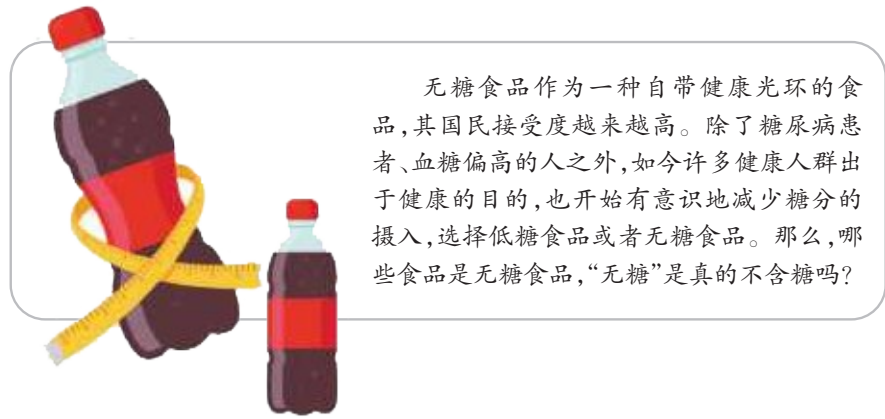 无糖食品作为一种自带健康光环的食
品,其国民接受度越来越高。除了糖尿病患
者、血糖偏高的人之外,如今许多健康人群出
于健康的目的,也开始有意识地减少糖分的
摄入,选择低糖食品或者无糖食品。那么,哪
些食品是无糖食品,“无糖”是真的不含糖吗?